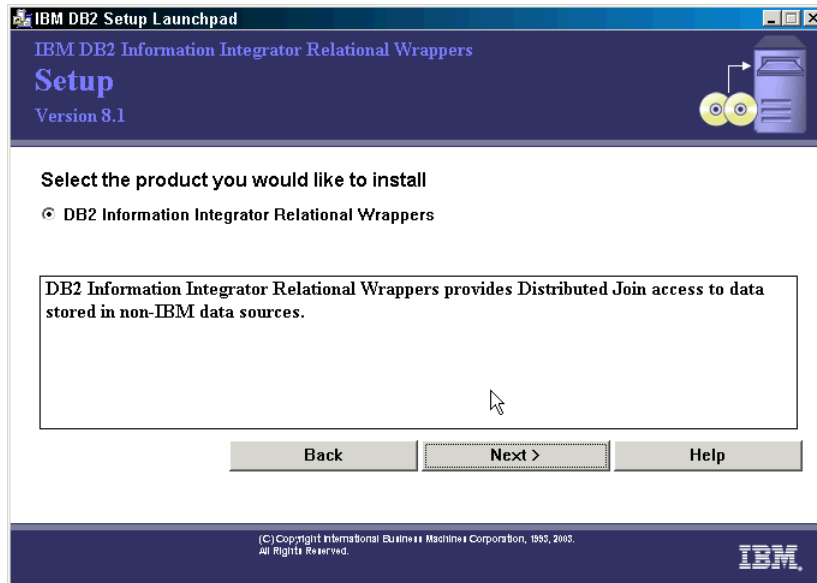 IBM DB2 Setup Launchpad
IBM DB2 Information Integrator Relational Wrappers
Setup
Version 8.1
Select the product you would like to install
DB2 Information Integrator Relational Wrappers
DB2 Information Integrator Relational Wrappers provides Distributed Join access to data
stored in non-IBM data sources.
Back
Next >
Help
(C) Copyright International Business Machines Corporation, 1993, 2003.
All Rights Reserved.
IBM.